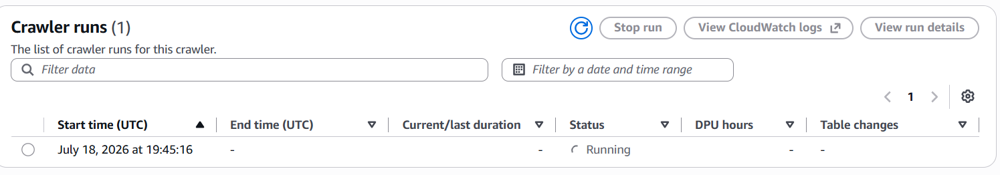 Crawler runs (1)
Stop run
View CloudWatch logs
View run details
The list of crawler runs for this crawler.
Filter data
Filter by a date and time range
1
Start time (UTC) End time (UTC) Current/last duration Status DPU hours Table changes
July 18, 2026 at 19:45:16 - - Running - -